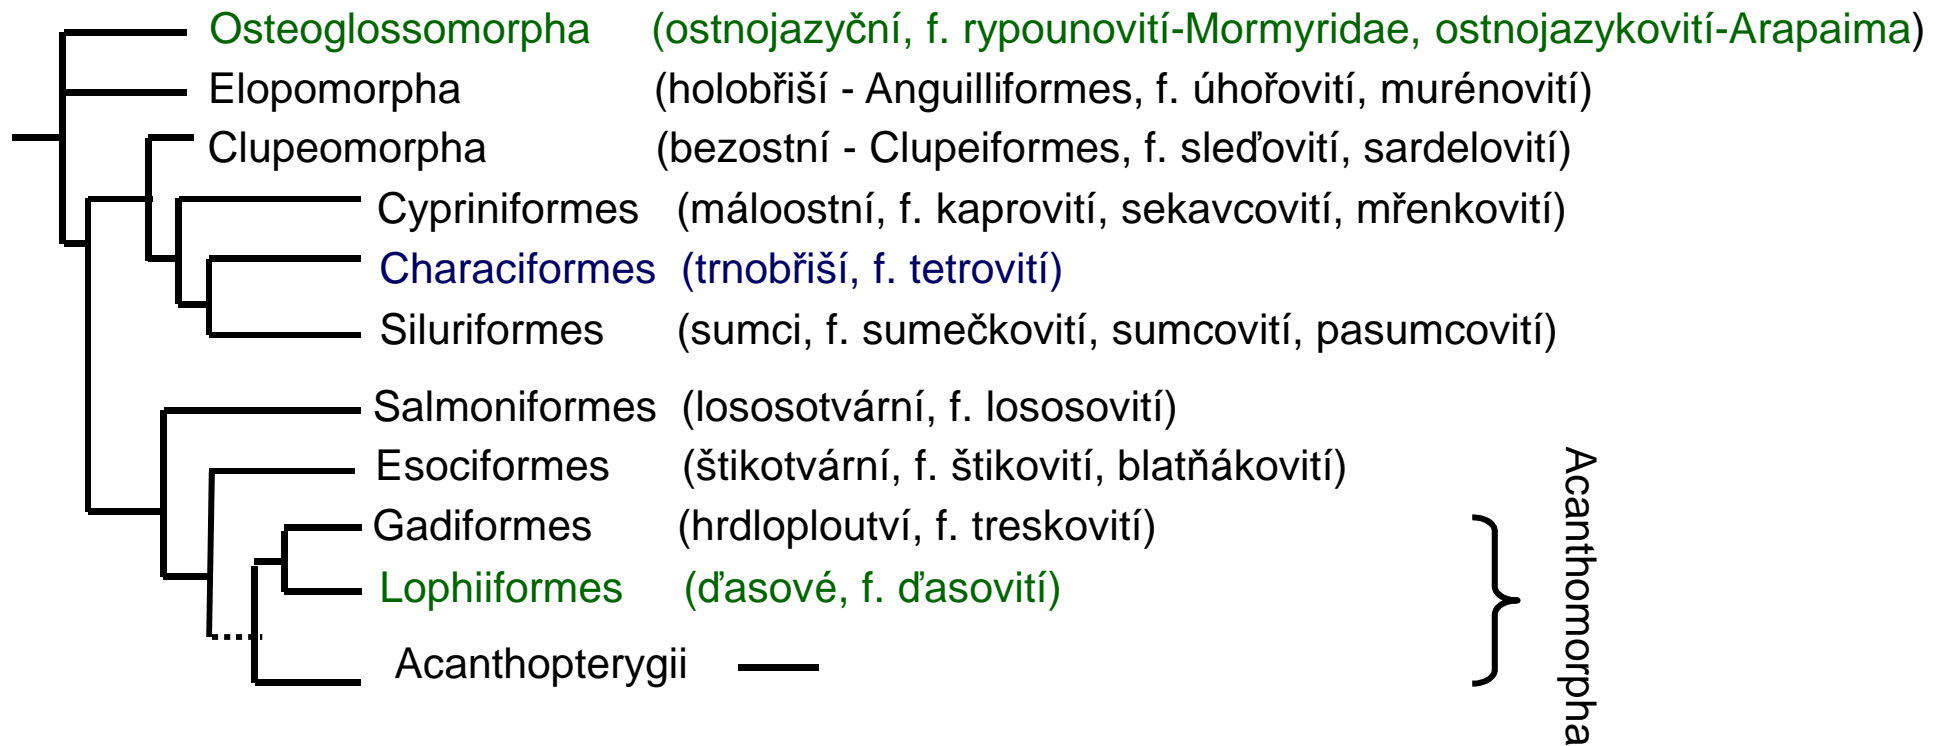 Osteoglossomorpha (ostnojazyční, f. rypounovití-Mormyridae, ostnojazykovití-Arapaima)
Elopomorpha (holobřiší - Anguilliformes, f. úhořovití, murénovití)
Clupeomorpha (bezostní - Clupeiformes, f. sleďovití, sardelovití)
Cypriniformes (máloostní, f. kaprovití, sekavcovití, mřenkovití)
Characiformes (trnobřiší, f. tetrovití)
Siluriformes (sumci, f. sumečkovití, sumcovití, pasumcovití)
Salmoniformes (lososotvární, f. lososovití)
Esociformes (štikotvární, f. štikovití, blatňákovití)
Gadiformes (hrdloploutví, f. treskovití)
Lophiiformes (ďasové, f. ďasovití)
Acanthopterygii
Acanthomorpha